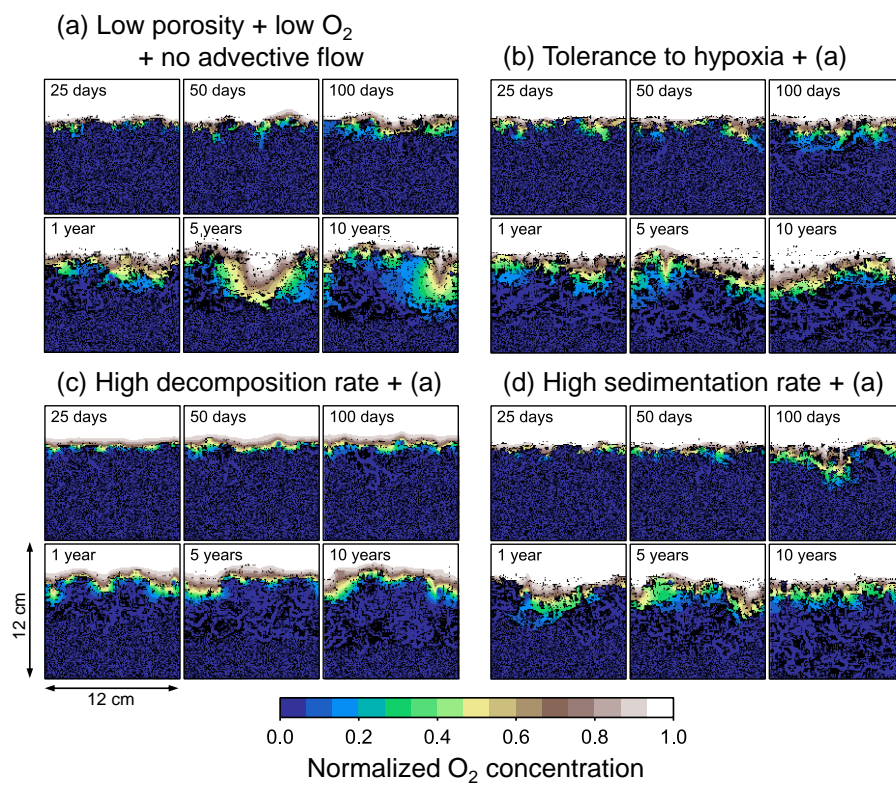 (a) Low porosity + low O₂
+ no advective flow
25 days 50 days 100 days
1 year 5 years 10 years
(b) Tolerance to hypoxia + (a)
25 days 50 days 100 days
1 year 5 years 10 years
(c) High decomposition rate + (a)
25 days 50 days 100 days
1 year 5 years 10 years
12 cm
12 cm
(d) High sedimentation rate + (a)
25 days 50 days 100 days
1 year 5 years 10 years
0.0 0.2 0.4 0.6 0.8 1.0
Normalized O₂ concentration